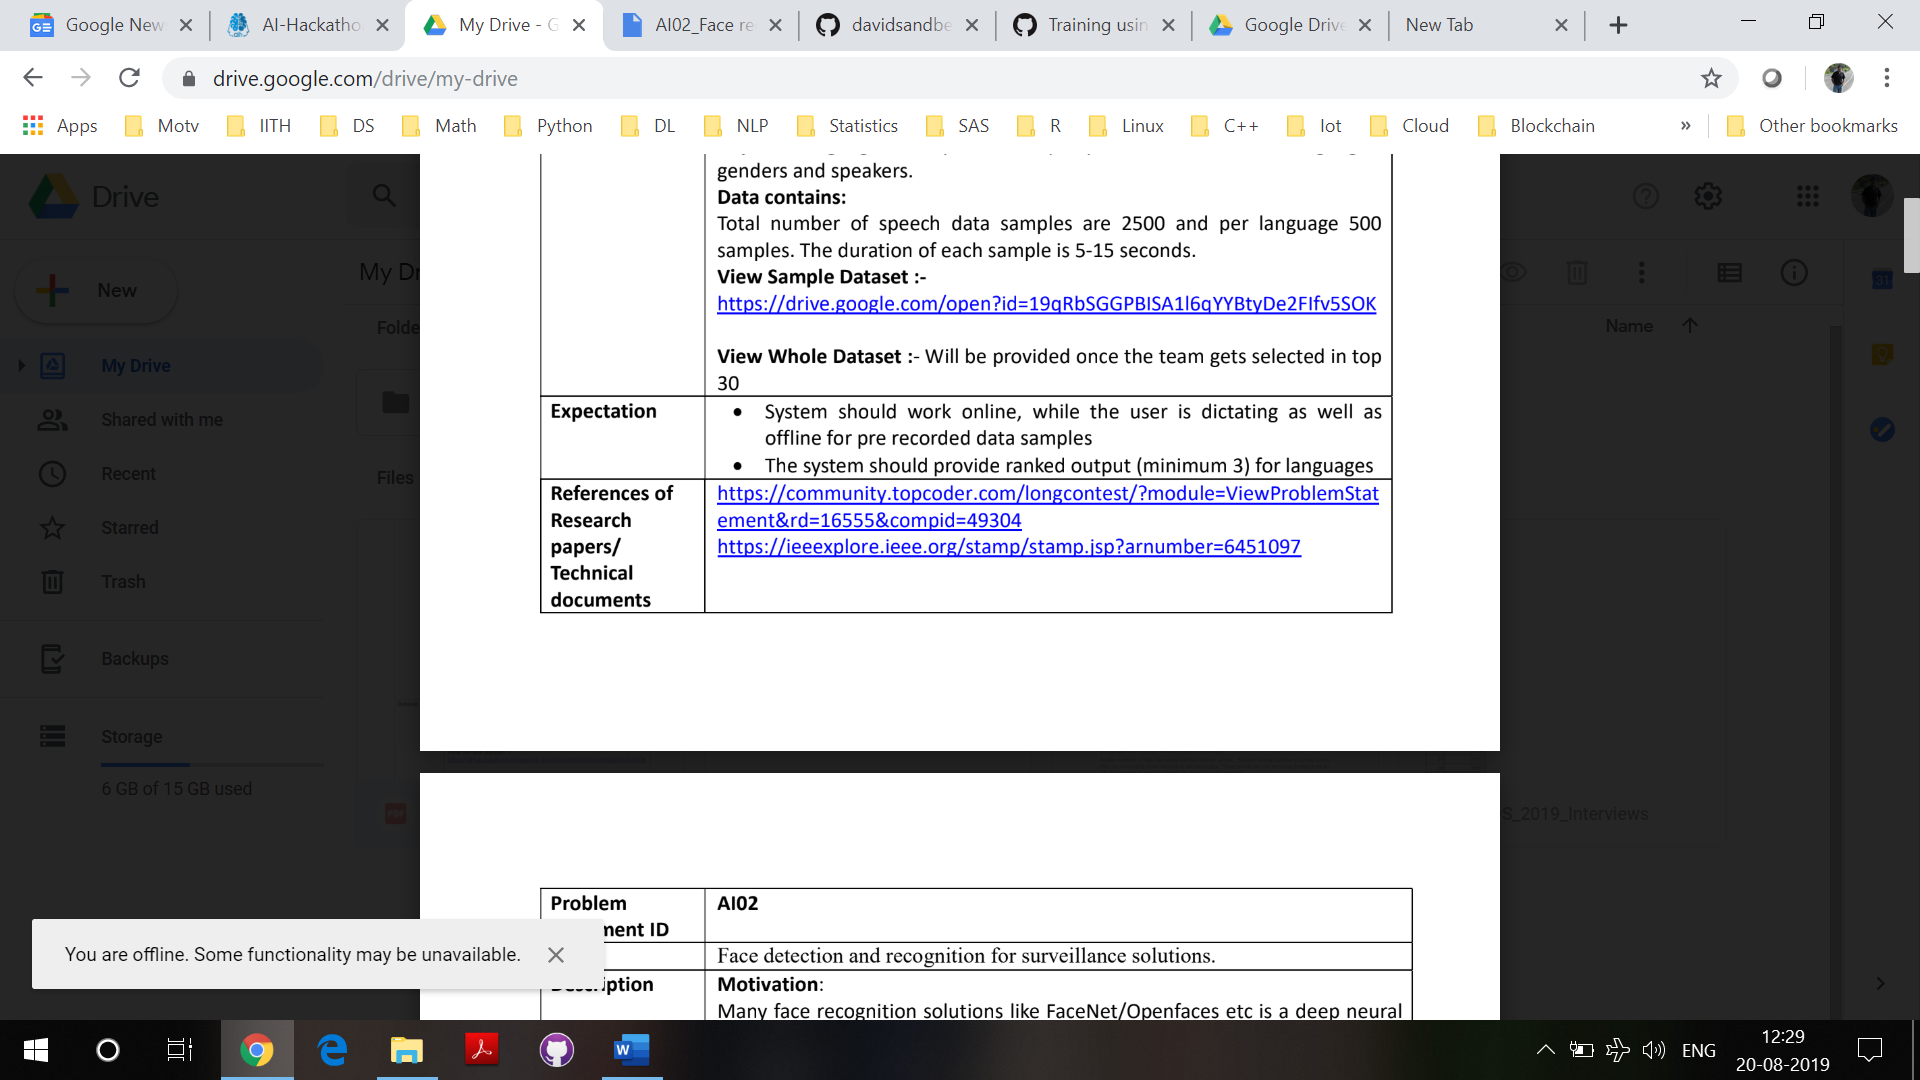 Google New
AI-Hackatho
My Drive - G
AI02_Face re
davidsandbe
Training usin
Google Drive
New Tab
drive.google.com/drive/my-drive
Apps
Motv
IITH
DS
Math
Python
DL
NLP
Statistics
SAS
R
Linux
C++
Iot
Cloud
Blockchain
»
Other bookmarks
Drive
New
My Drive
Shared with me
Recent
Starred
Trash
Backups
Storage
6 GB of 15 GB used
My Dr
Folde
Files
Name
S_2019_Interviews
genders and speakers.
Data contains:
Total number of speech data samples are 2500 and per language 500
samples. The duration of each sample is 5-15 seconds.
View Sample Dataset :-
https://drive.google.com/open?id=19qRbSGGPBISA1l6qYYBtyDe2FIfv5SOK
View Whole Dataset :- Will be provided once the team gets selected in top
30
Expectation
• System should work online, while the user is dictating as well as
offline for pre recorded data samples
• The system should provide ranked output (minimum 3) for languages
References of
Research
papers/
Technical
documents
https://community.topcoder.com/longcontest/?module=ViewProblemStat
ement&rd=16555&compid=49304
https://ieeexplore.ieee.org/stamp/stamp.jsp?arnumber=6451097
Problem
ment ID
AI02
Face detection and recognition for surveillance solutions.
ption
Motivation:
Many face recognition solutions like FaceNet/Openfaces etc is a deep neural
You are offline. Some functionality may be unavailable.
ENG
12:29
20-08-2019